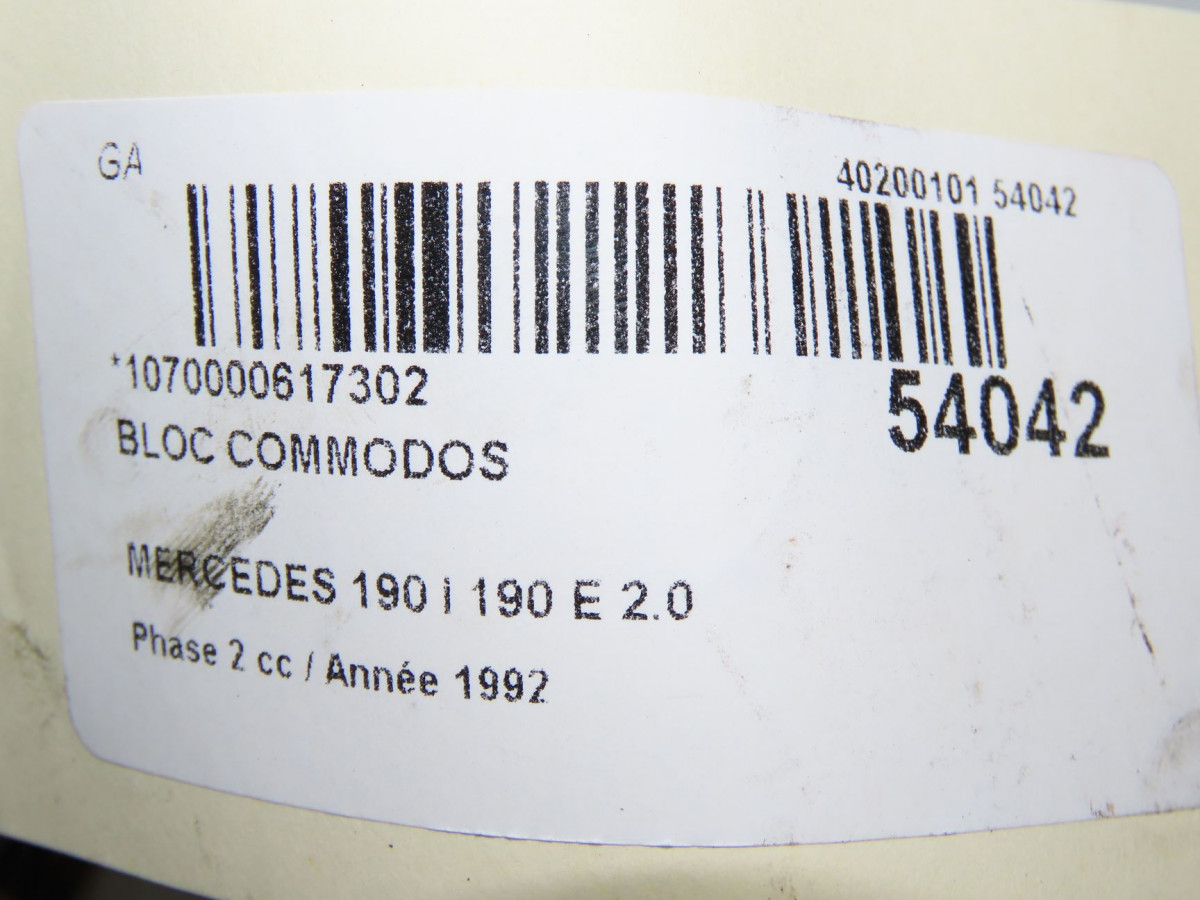 GA
40200101 54042
*1070000617302
54042
BLOC COMMODOS
MERCEDES 190 I 190 E 2.0
Phase 2 cc / Année 1992